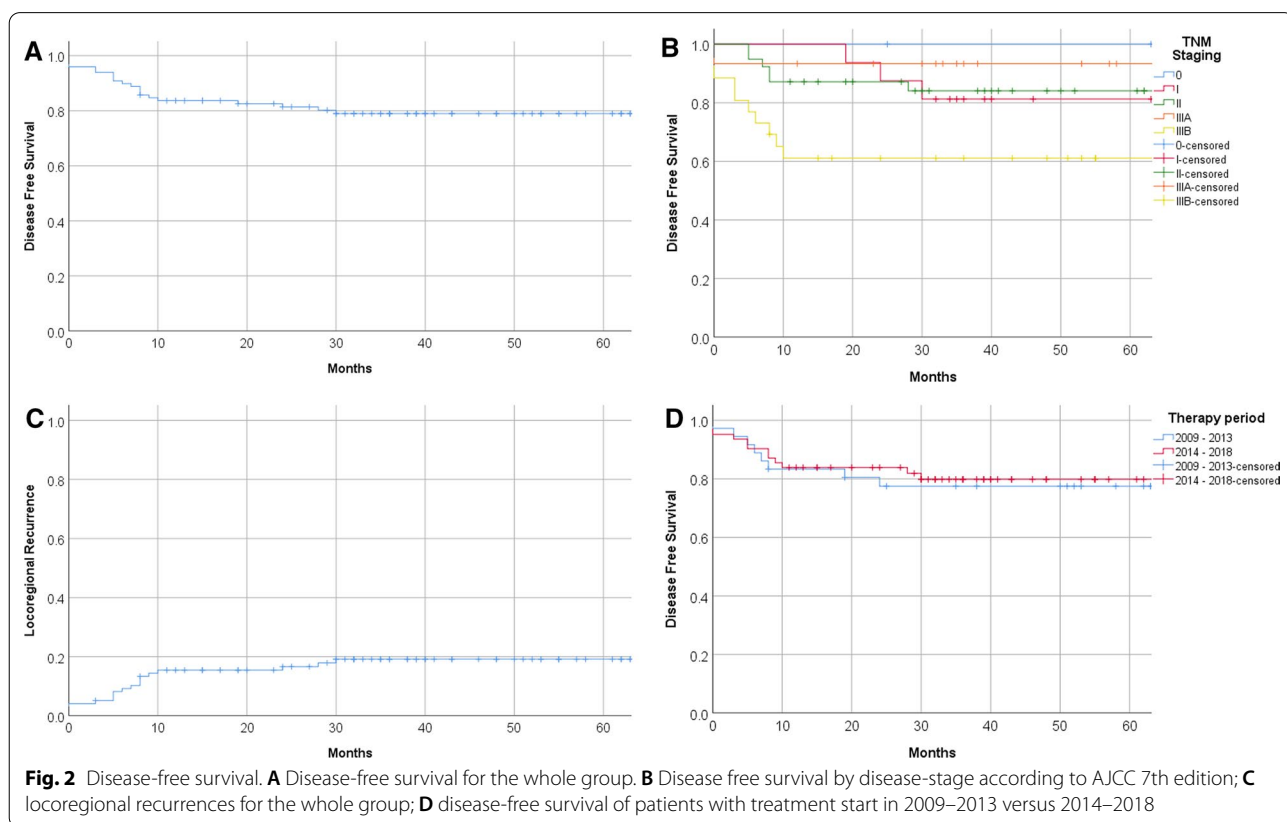 A
1.0
0.8
0.6
0.4
0.2
0.0
Disease Free Survival
0 10 20 30 40 50 60
Months
B
1.0
0.8
0.6
0.4
0.2
0.0
Disease Free Survival
0 10 20 30 40 50 60
Months
TNM
Staging
0
I
II
IIIA
IIIB
0-censored
I-censored
II-censored
IIIA-censored
IIIB-censored
C
1.0
0.8
0.6
0.4
0.2
0.0
Locoregional Recurrence
0 10 20 30 40 50 60
Months
D
1.0
0.8
0.6
0.4
0.2
0.0
Disease Free Survival
0 10 20 30 40 50 60
Months
Therapy period
2009 - 2013
2014 - 2018
2009 - 2013-censored
2014 - 2018-censored
Fig. 2 Disease-free survival. A Disease-free survival for the whole group. B Disease free survival by disease-stage according to AJCC 7th edition; C
locoregional recurrences for the whole group; D disease-free survival of patients with treatment start in 2009–2013 versus 2014–2018